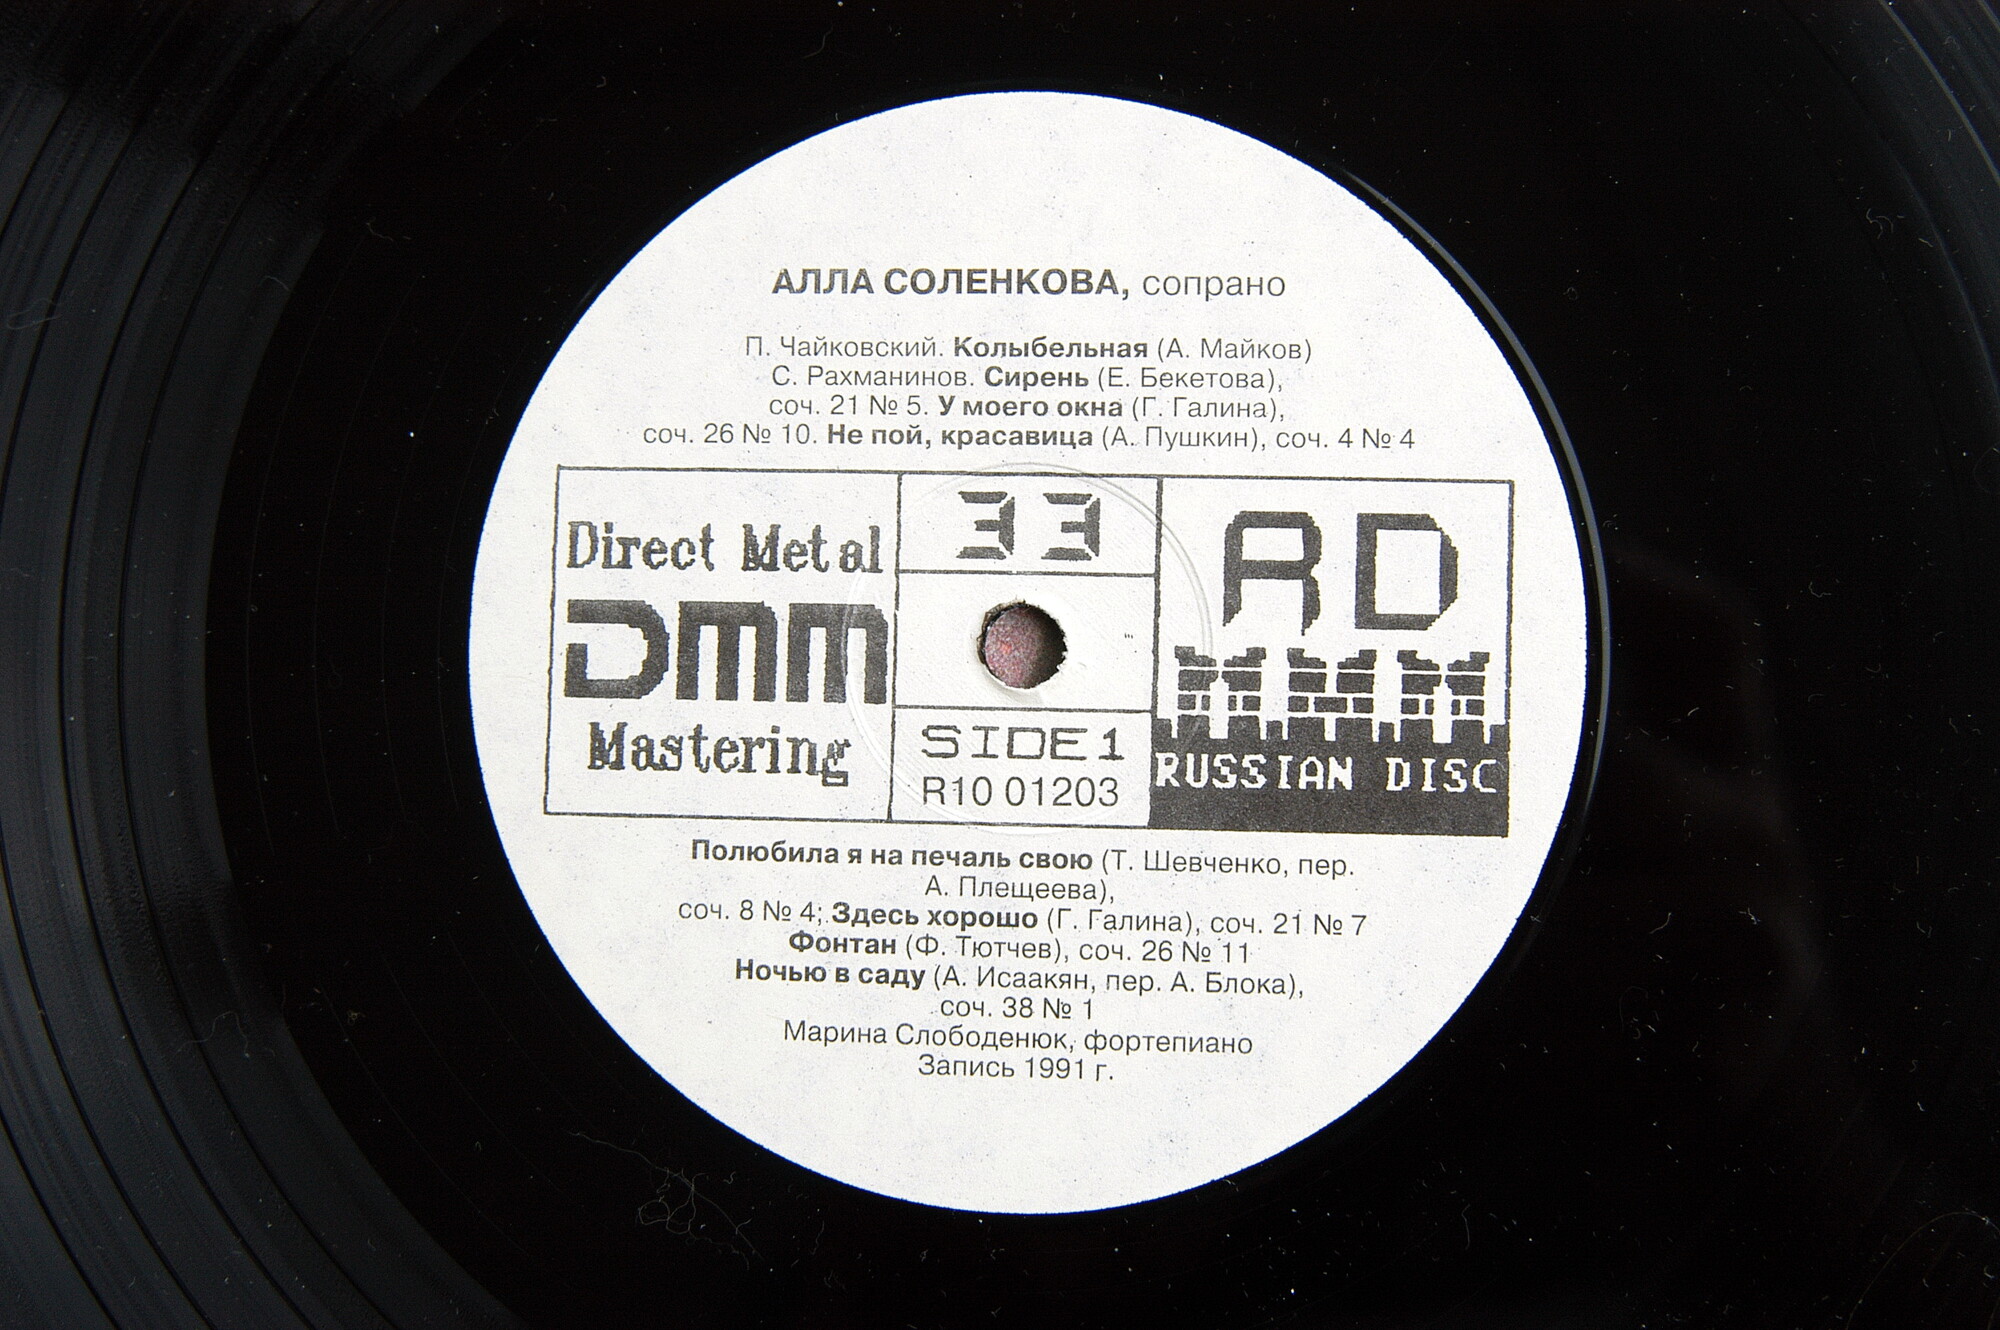 АЛЛА СОЛЕНКОВА, сопрано
П. Чайковский. Колыбельная (А. Майков)
С. Рахманинов. Сирень (Е. Бекетова),
соч. 21 № 5. У моего окна (Г. Галина),
соч. 26 № 10. Не пой, красавица (А. Пушкин), соч. 4 № 4
Direct Metal
DMM
Mastering
33
SIDE 1
R10 01203
RD
RUSSIAN DISC
Полюбила я на печаль свою (Т. Шевченко, пер.
А. Плещеева),
соч. 8 № 4; Здесь хорошо (Г. Галина), соч. 21 № 7
Фонтан (Ф. Тютчев), соч. 26 № 11
Ночью в саду (А. Исаакян, пер. А. Блока),
соч. 38 № 1
Марина Слободенюк, фортепиано
Запись 1991 г.